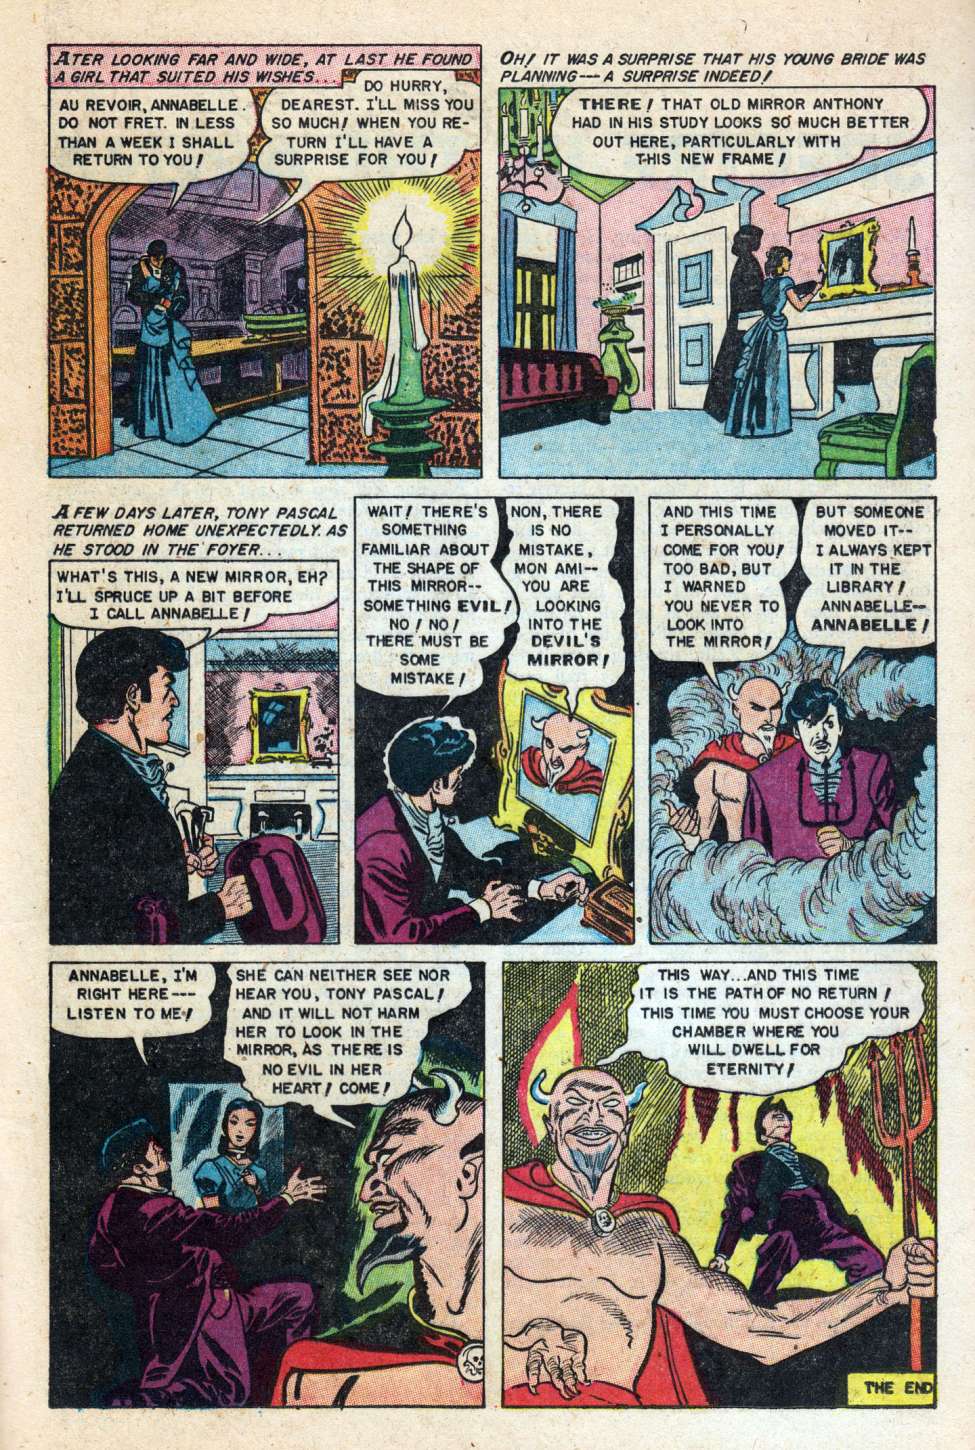 ATER LOOKING FAR AND WIDE, AT LAST HE FOUND
A GIRL THAT SUITED HIS WISHES...
AU REVOIR, ANNABELLE.
DO NOT FRET. IN LESS
THAN A WEEK I SHALL
RETURN TO YOU!
DO HURRY,
DEAREST. I'LL MISS YOU
SO MUCH! WHEN YOU RE-
TURN I'LL HAVE A
SURPRISE FOR YOU!
OH! IT WAS A SURPRISE THAT HIS YOUNG BRIDE WAS
PLANNING--- A SURPRISE INDEED!
THERE! THAT OLD MIRROR ANTHONY
HAD IN HIS STUDY LOOKS SO MUCH BETTER
OUT HERE, PARTICULARLY WITH
THIS NEW FRAME!
A FEW DAYS LATER, TONY PASCAL
RETURNED HOME UNEXPECTEDLY. AS
HE STOOD IN THE FOYER...
WHAT'S THIS, A NEW MIRROR, EH?
I'LL SPRUCE UP A BIT BEFORE
I CALL ANNABELLE!
WAIT! THERE'S
SOMETHING
FAMILIAR ABOUT
THE SHAPE OF
THIS MIRROR--
SOMETHING EVIL!
NO! NO!
THERE MUST BE
SOME
MISTAKE!
NON, THERE
IS NO
MISTAKE,
MON AMI--
YOU ARE
LOOKING
INTO THE
DEVIL'S
MIRROR!
AND THIS TIME
I PERSONALLY
COME FOR YOU!
TOO BAD, BUT
I WARNED
YOU NEVER TO
LOOK INTO
THE MIRROR!
BUT SOMEONE
MOVED IT--
I ALWAYS KEPT
IT IN THE
LIBRARY!
ANNABELLE--
ANNABELLE!
ANNABELLE, I'M
RIGHT HERE---
LISTEN TO ME!
SHE CAN NEITHER SEE NOR
HEAR YOU, TONY PASCAL!
AND IT WILL NOT HARM
HER TO LOOK IN THE
MIRROR, AS THERE IS
NO EVIL IN HER
HEART! COME!
THIS WAY...AND THIS TIME
IT IS THE PATH OF NO RETURN!
THIS TIME YOU MUST CHOOSE YOUR
CHAMBER WHERE YOU
WILL DWELL FOR
ETERNITY!
THE END